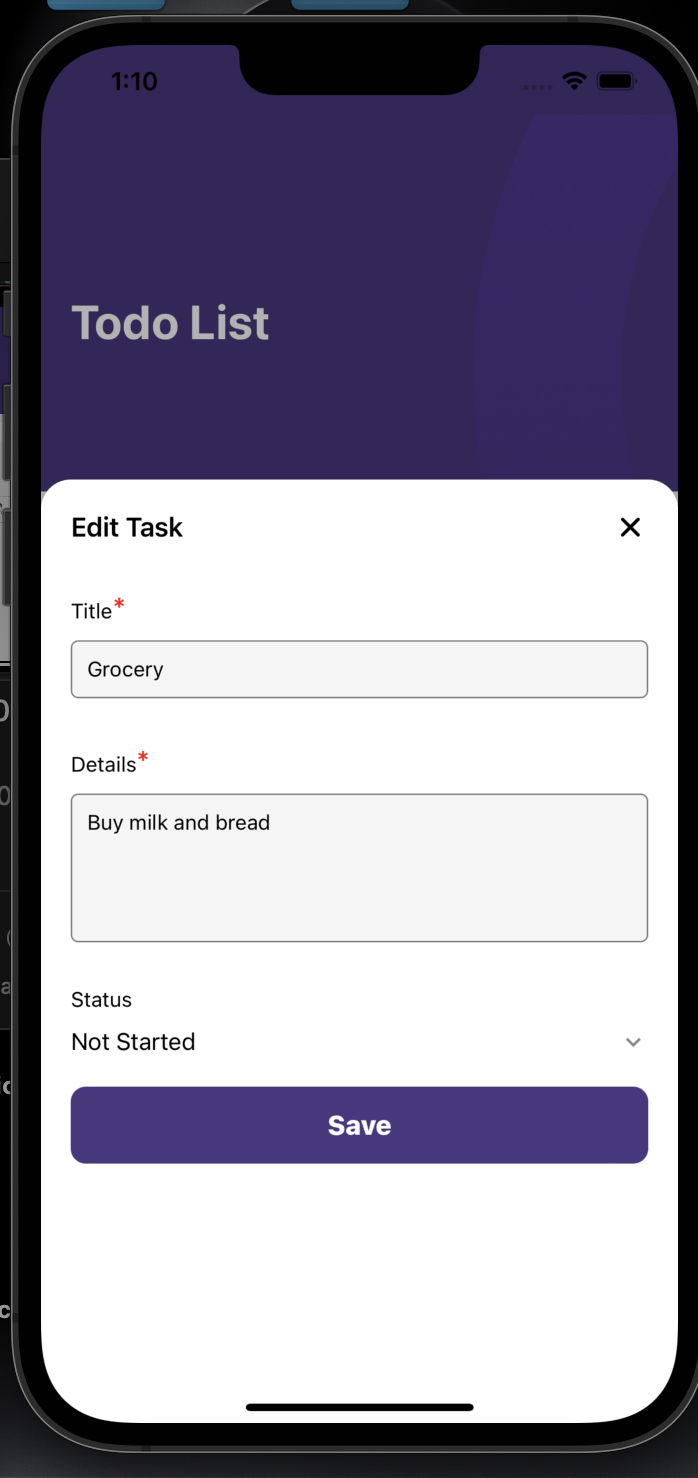 1:10
Todo List
Edit Task
Title*
Grocery
Details*
Buy milk and bread
Status
Not Started
Save